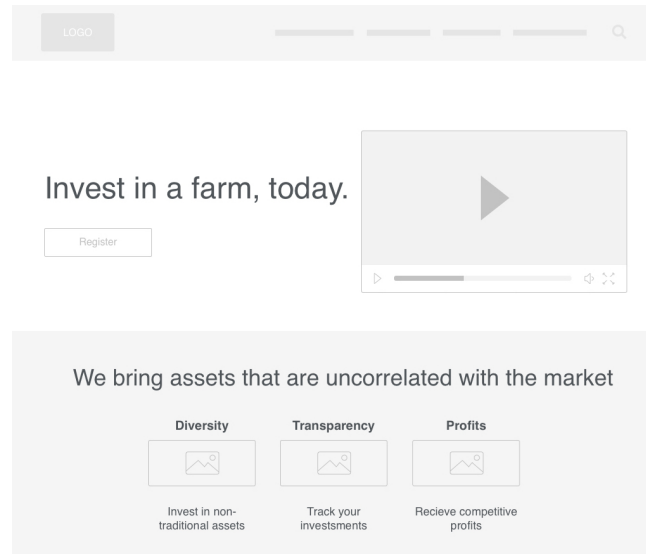 LOGO
Invest in a farm, today.
Register
We bring assets that are uncorrelated with the market
Diversity
Transparency
Profits
Invest in non-
traditional assets
Track your
investsments
Recieve competitive
profits